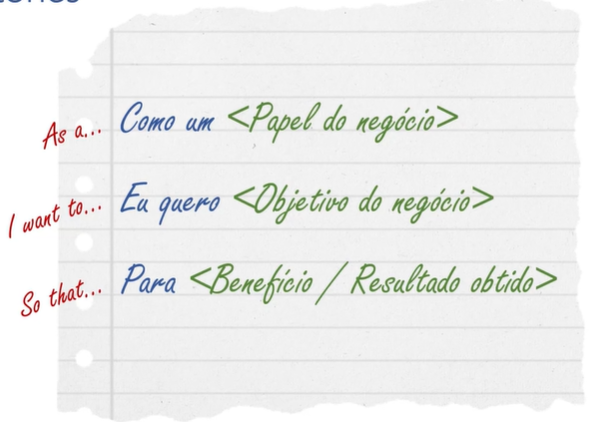 As a... Como um <Papel do negócio>
I want to... Eu quero <Objetivo do negócio>
So that... Para <Benefício / Resultado obtido>